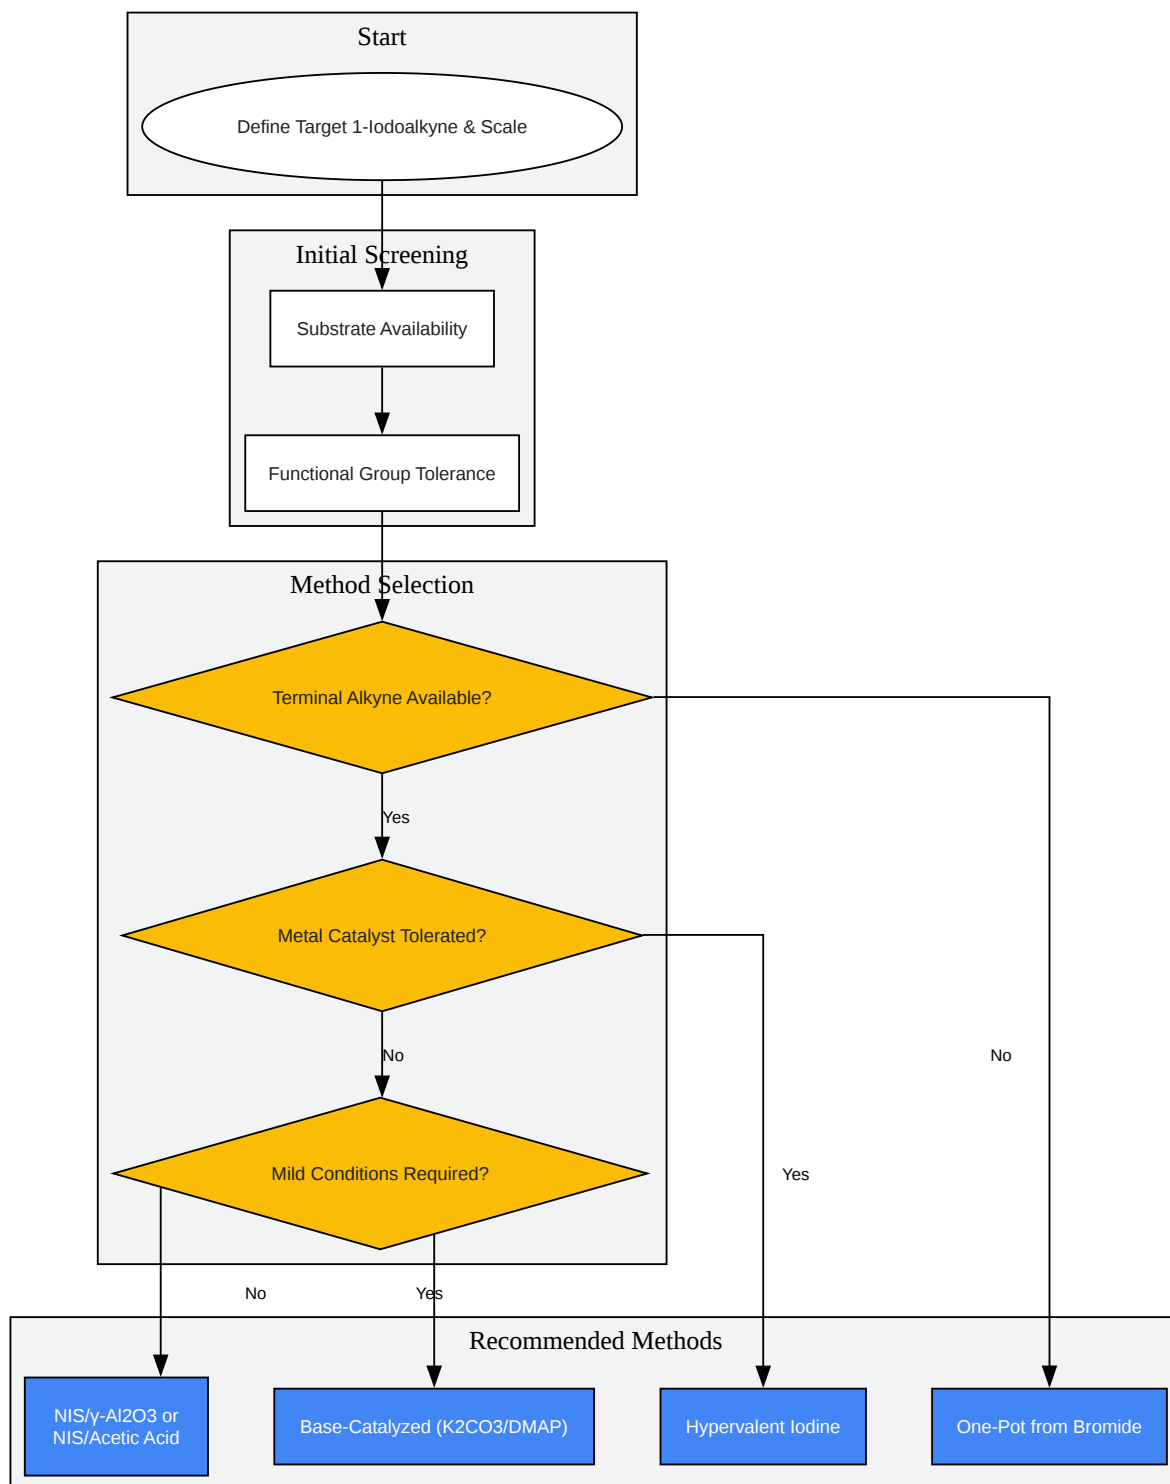 Start
Define Target 1-Iodoalkyne & Scale
Initial Screening
Substrate Availability
Functional Group Tolerance
Method Selection
Terminal Alkyne Available?
Yes
Metal Catalyst Tolerated?
No
No
Mild Conditions Required?
Yes
No
Yes
Recommended Methods
NIS/γ-Al2O3 or
NIS/Acetic Acid
Base-Catalyzed (K2CO3/DMAP)
Hypervalent Iodine
One-Pot from Bromide